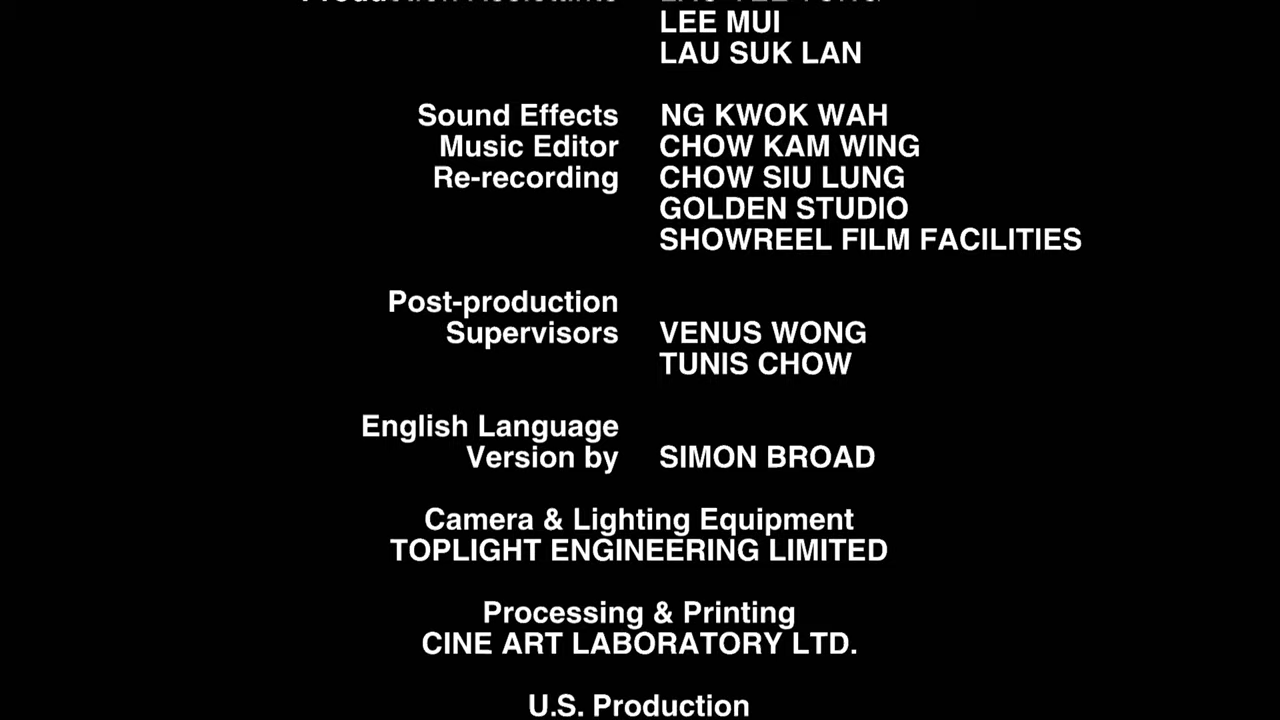 Production Assistants
LEE MUI
LAU SUK LAN
Sound Effects NG KWOK WAH
Music Editor CHOW KAM WING
Re-recording CHOW SIU LUNG
GOLDEN STUDIO
SHOWREEL FILM FACILITIES
Post-production
Supervisors VENUS WONG
TUNIS CHOW
English Language
Version by SIMON BROAD
Camera & Lighting Equipment
TOPLIGHT ENGINEERING LIMITED
Processing & Printing
CINE ART LABORATORY LTD.
U.S. Production